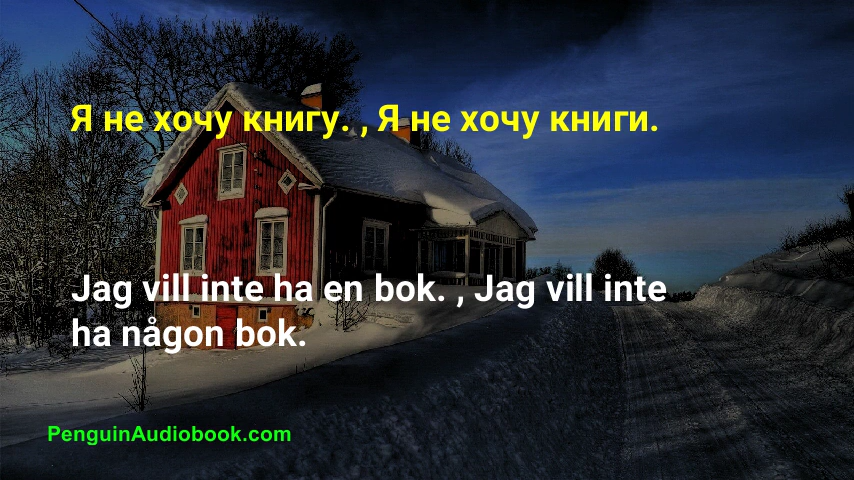 Я не хочу книгу. , Я не хочу книги.
Jag vill inte ha en bok. , Jag vill inte
ha någon bok.
PenguinAudiobook.com